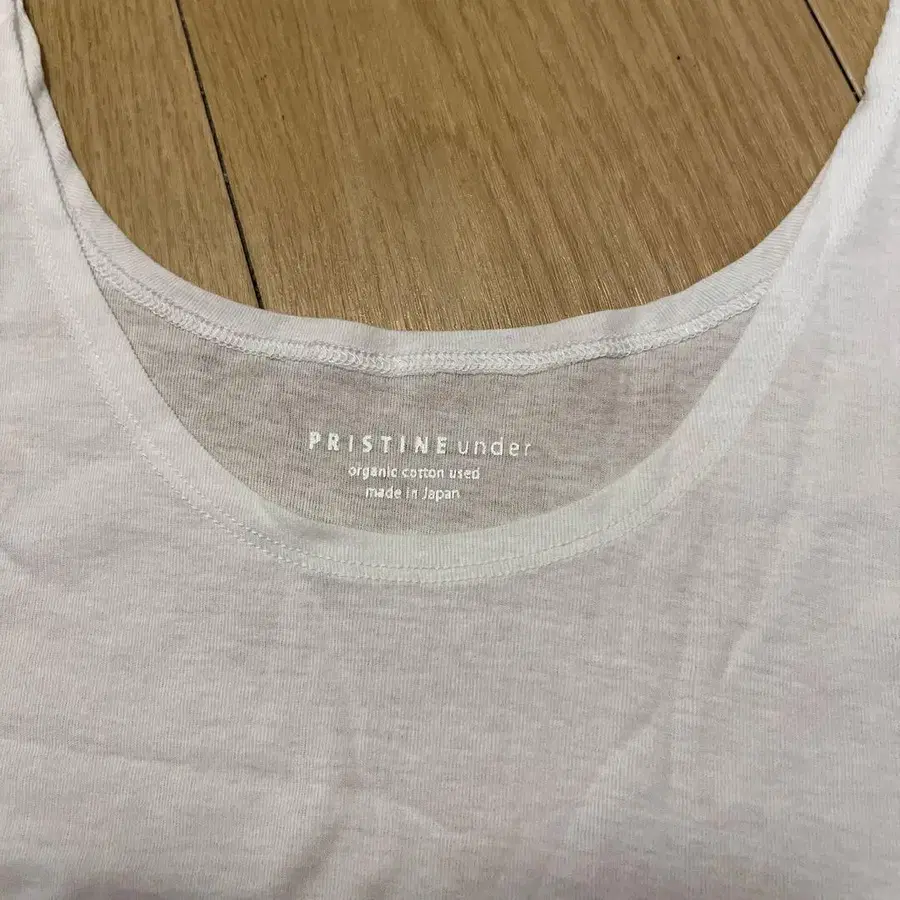 PRISTINE under
organic cotton used
made in Japan